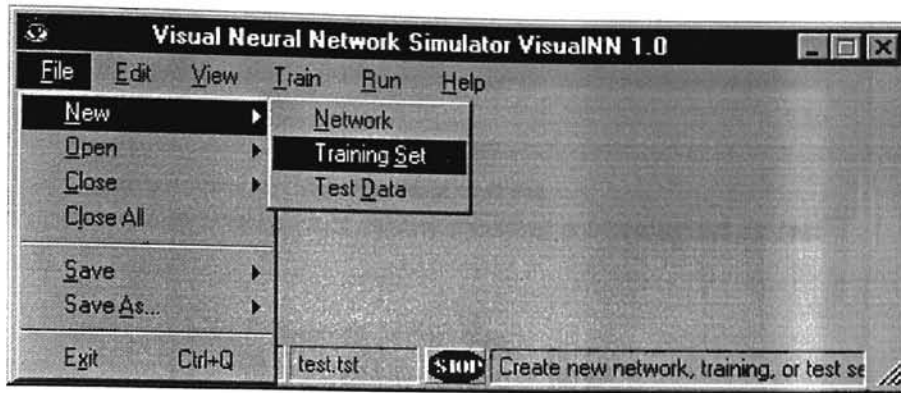 Visual Neural Network Simulator VisualNN 1.0
File Edit View Train Run Help
New
Network
Open
Training Set
Close
Test Data
Close All
Save
Save As...
Exit Ctrl+Q
test.tst STOP Create new network, training, or test se